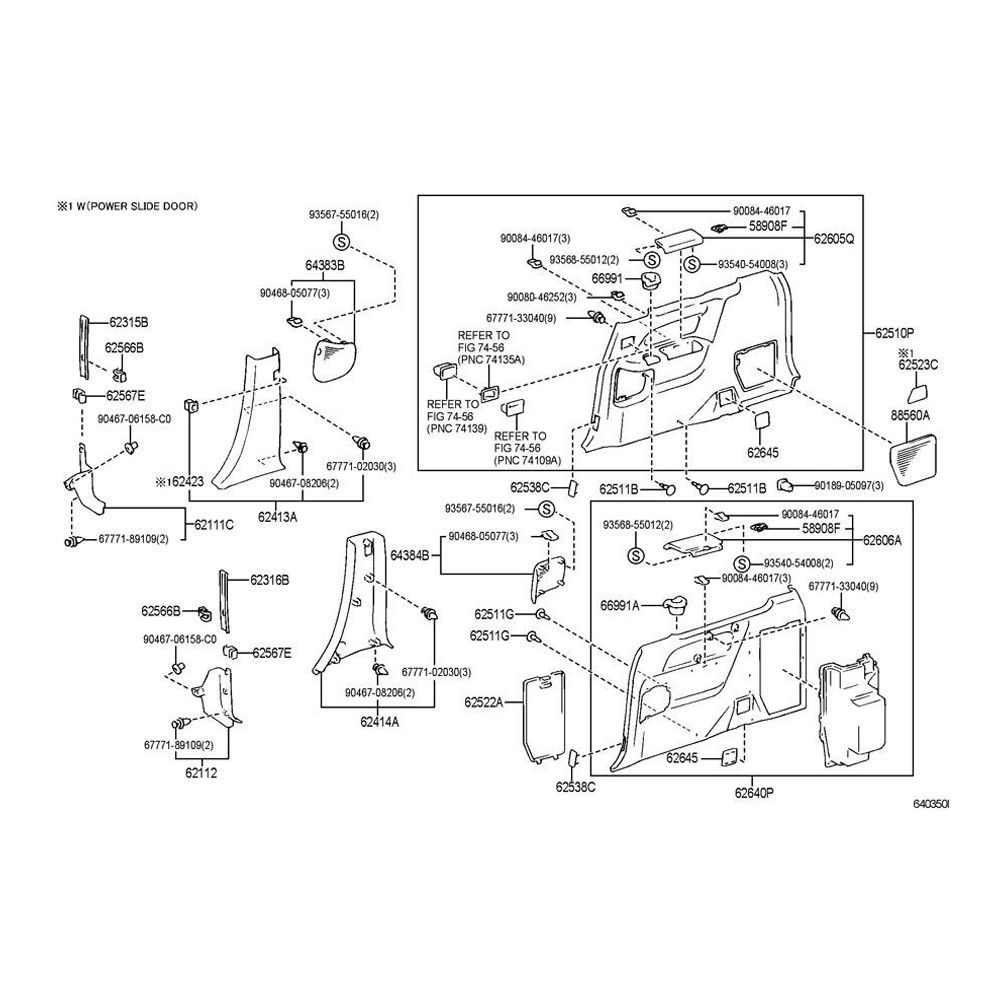 ※1 W(POWER SLIDE DOOR)
93567-55016(2)
S
64383B
90468-05077(3)
62315B
62566B
62567E
90467-06158-C0
※1 62423
67771-02030(3)
90467-08206(2)
62413A
62111C
67771-89109(2)
90084-46017
58908F
62605Q
90084-46017(3)
93568-55012(2)
S
S
93540-54008(3)
66991
90080-46252(3)
67771-33040(9)
REFER TO
FIG 74-56
(PNC 74135A)
REFER TO
FIG 74-56
(PNC 74139)
REFER TO
FIG 74-56
(PNC 74109A)
62510P
※1
62523C
88560A
62645
62538C
62511B
62511B
90189-05097(3)
93567-55016(2)
S
90468-05077(3)
64384B
62511G
62511G
62316B
62566B
90467-06158-C0
62567E
67771-89109(2)
62112
67771-02030(3)
90467-08206(2)
62414A
93568-55012(2)
S
90084-46017
58908F
62606A
S
93540-54008(2)
90084-46017(3)
67771-33040(9)
66991A
62522A
62538C
62645
62640P
640350I